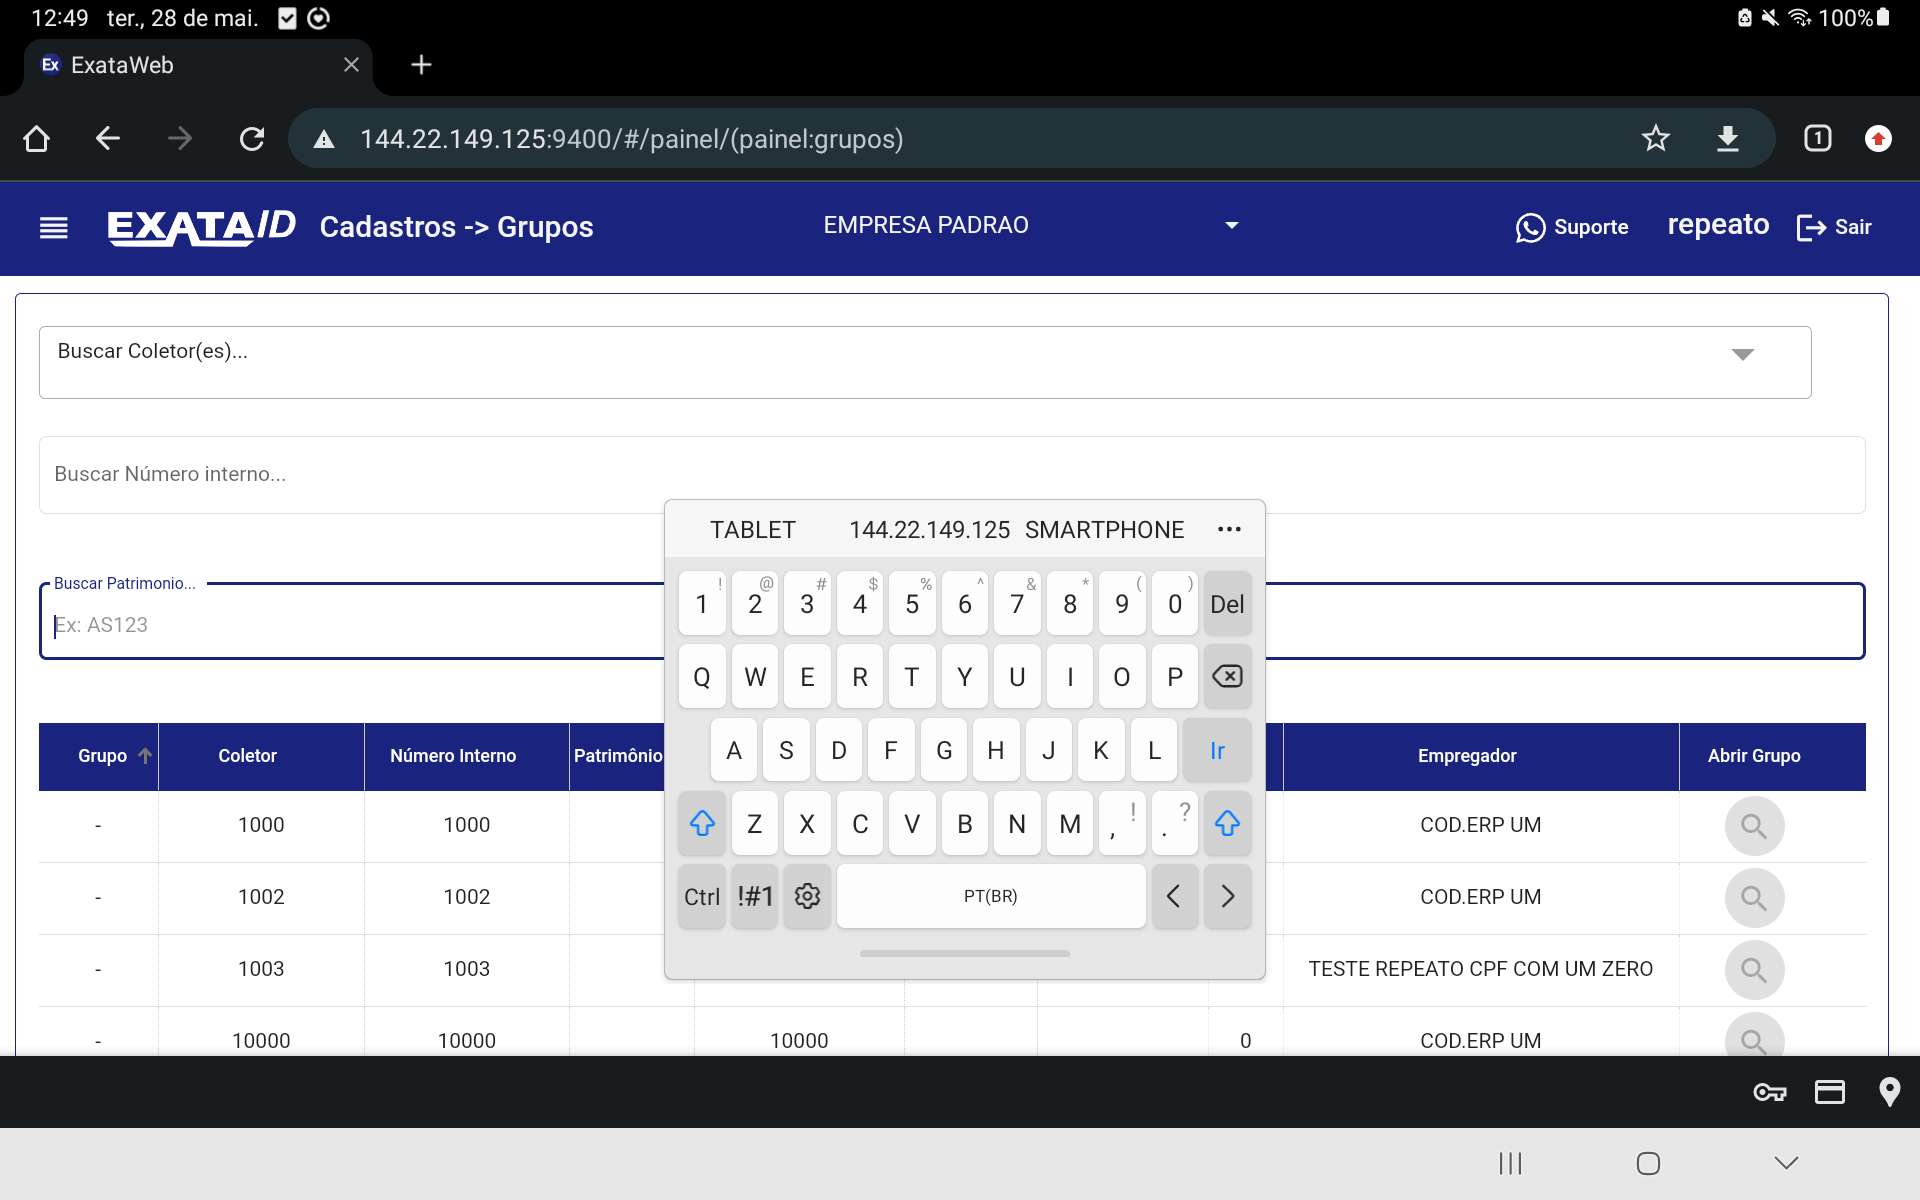 12:49 ter., 28 de mai. 100%
Ex ExataWeb
144.22.149.125:9400/#/painel/(painel:grupos) 1
EXATA/D Cadastros -> Grupos EMPRESA PADRAO Suporte repeato Sair
Buscar Coletor(es)...
Buscar Número interno...
Buscar Patrimonio...
Ex: AS123
TABLET 144.22.149.125 SMARTPHONE ...
! @ # $ % ^ & * ( )
1 2 3 4 5 6 7 8 9 0 Del
Q W E R T Y U I O P
A S D F G H J K L Ir
Z X C V B N M , ! . ?
Ctrl !#1 PT(BR) < >
Grupo Coletor Número Interno Patrimônio Empregador Abrir Grupo
- 1000 1000 COD.ERP UM
- 1002 1002 COD.ERP UM
- 1003 1003 TESTE REPEATO CPF COM UM ZERO
- 10000 10000 10000 0 COD.ERP UM